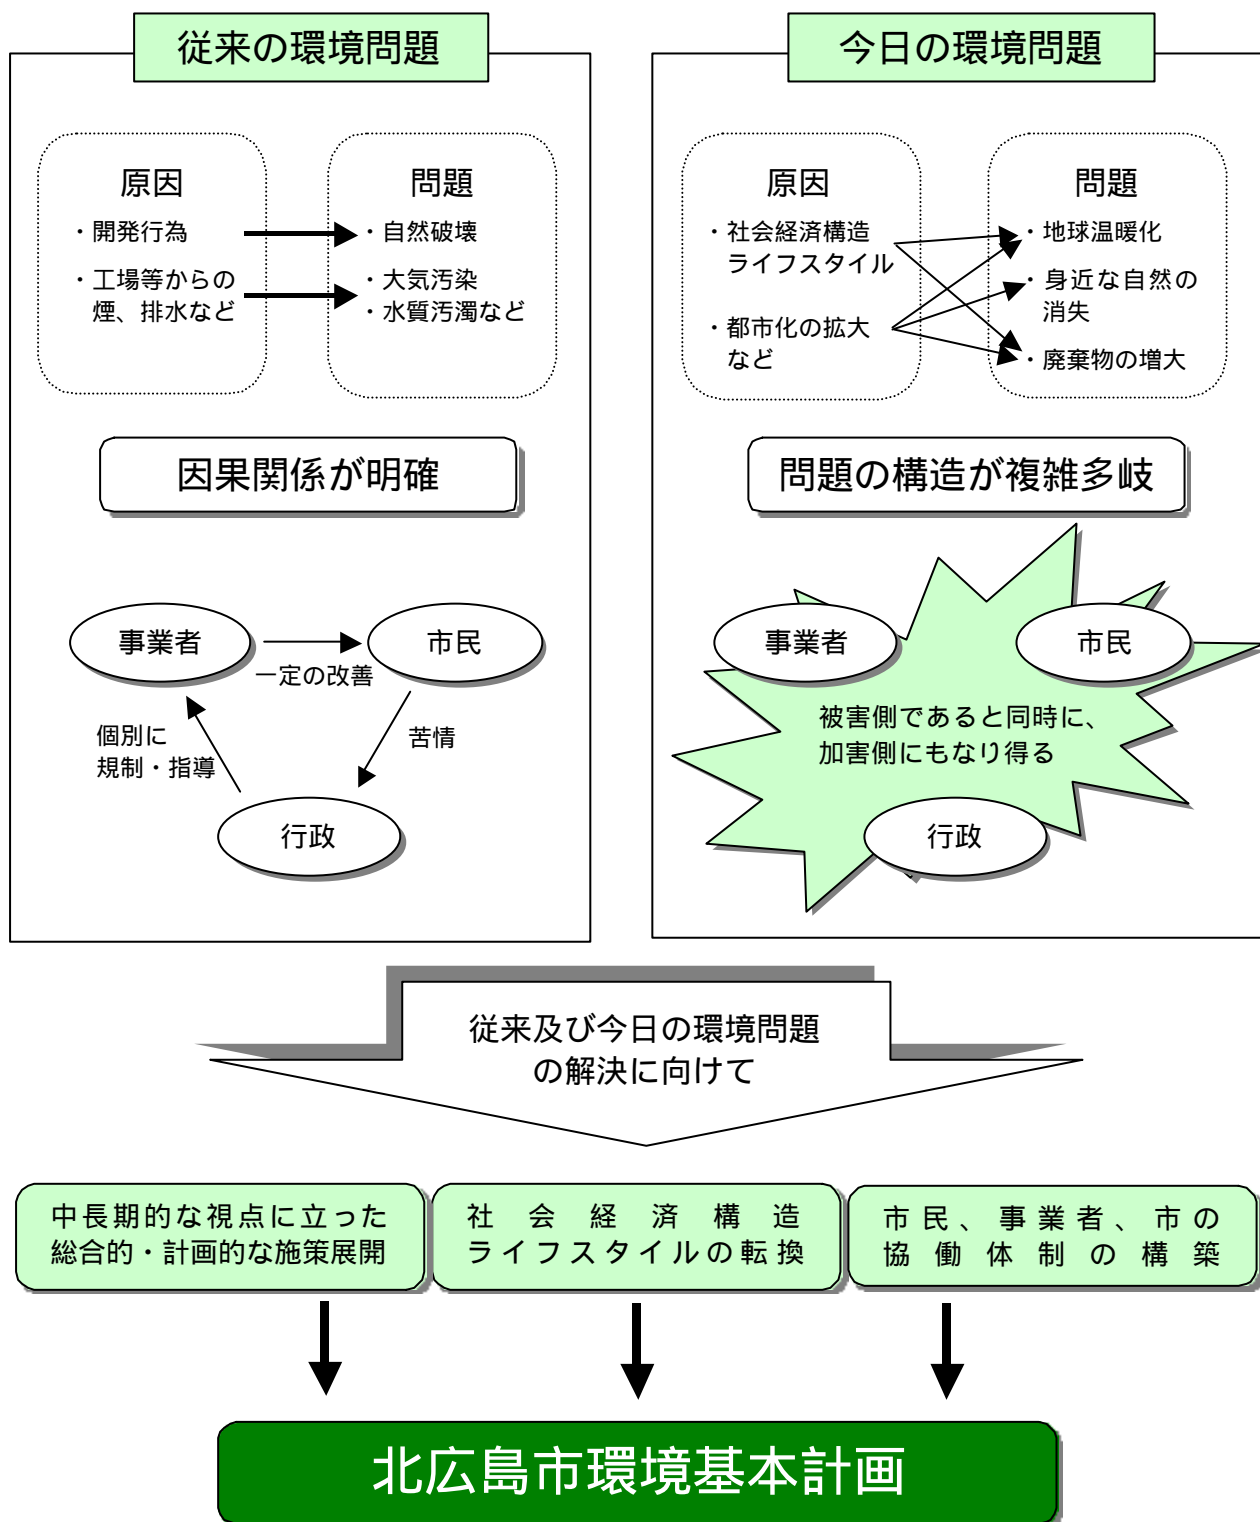 従来の環境問題
原因
・開発行為
・工場等からの
煙、排水など
問題
・自然破壊
・大気汚染
・水質汚濁など
因果関係が明確
事業者
市民
一定の改善
個別に
規制・指導
苦情
行政
今日の環境問題
原因
・社会経済構造
ライフスタイル
・都市化の拡大
など
問題
・地球温暖化
・身近な自然の
消失
・廃棄物の増大
問題の構造が複雑多岐
事業者
市民
被害側であると同時に、
加害側にもなり得る
行政
従来及び今日の環境問題
の解決に向けて
中長期的な視点に立った
総合的・計画的な施策展開
社会経済構造
ライフスタイルの転換
市民、事業者、市の
協働体制の構築
北広島市環境基本計画